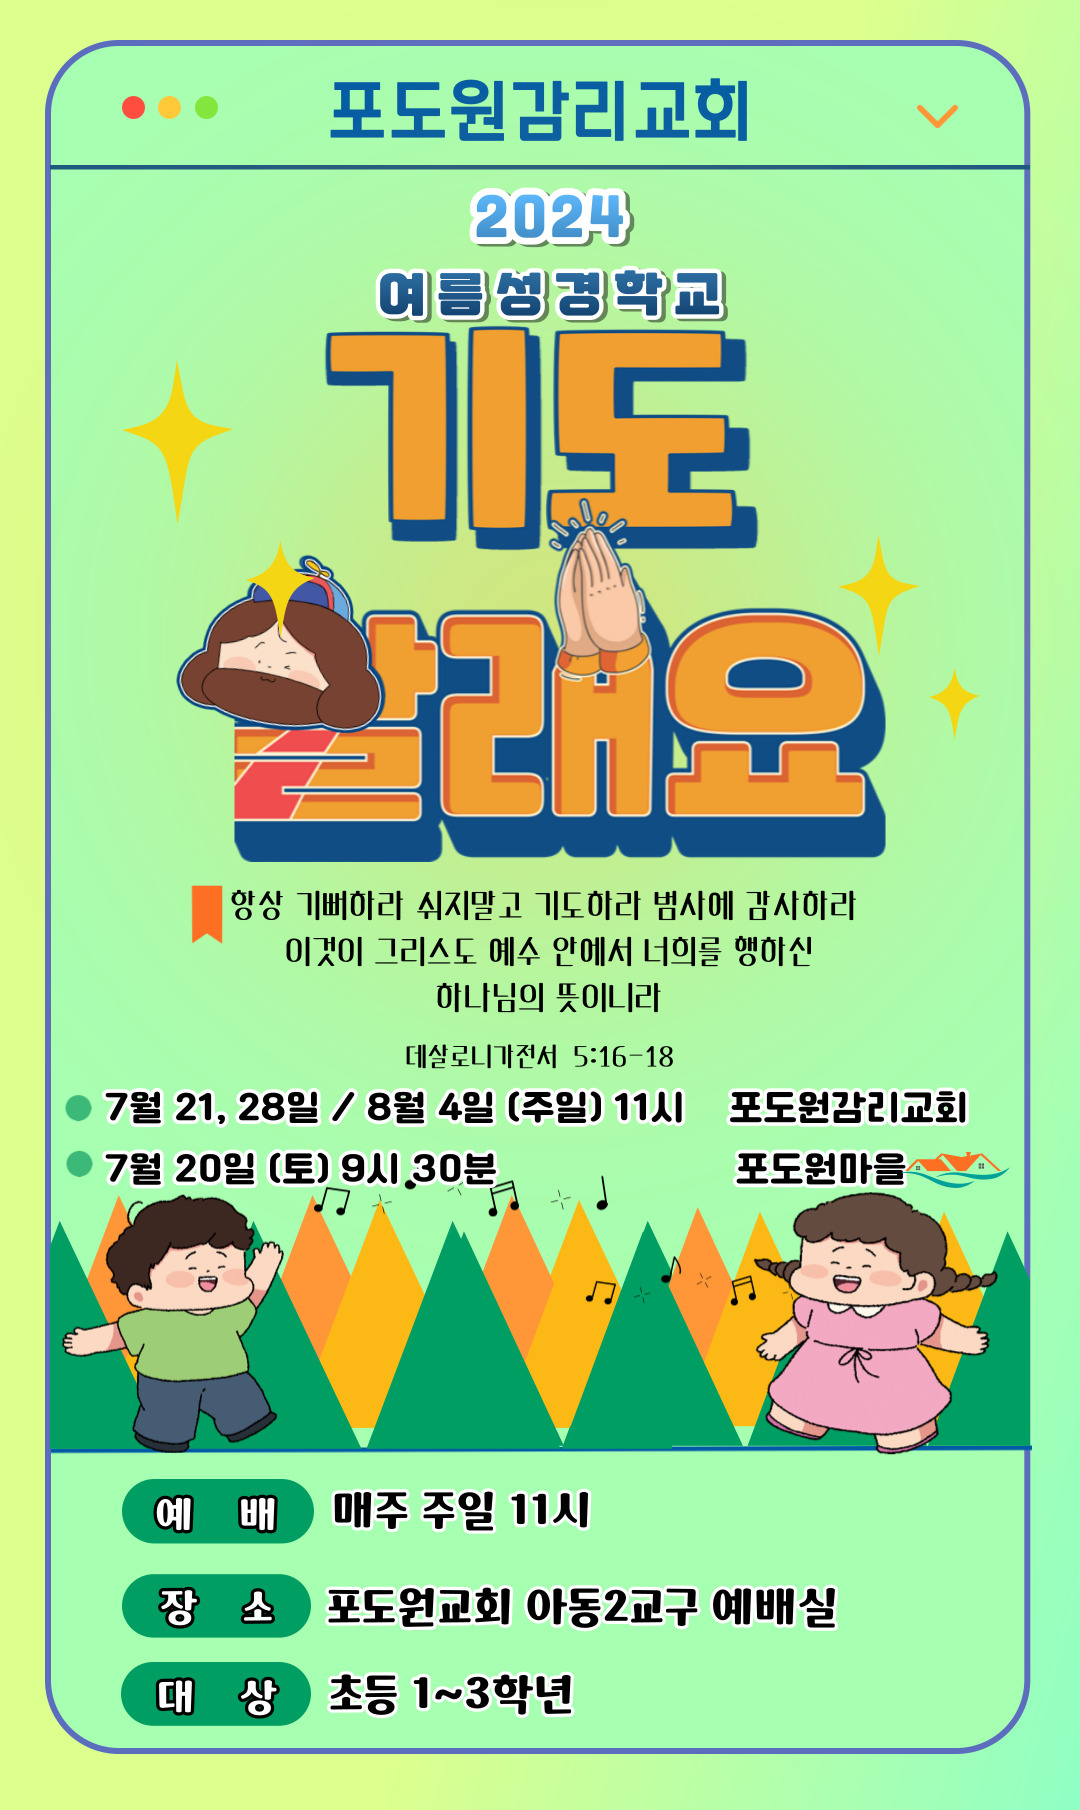 포도원감리교회
2024
여름성경학교
기도
할래요
항상 기뻐하라 쉬지말고 기도하라 범사에 감사하라
이것이 그리스도 예수 안에서 너희를 행하신
하나님의 뜻이니라
데살로니가전서 5:16-18
7월 21, 28일 / 8월 4일 (주일) 11시 포도원감리교회
7월 20일 (토) 9시 30분 포도원마을
예 배 매주 주일 11시
장 소 포도원교회 아동2교구 예배실
대 상 초등 1~3학년